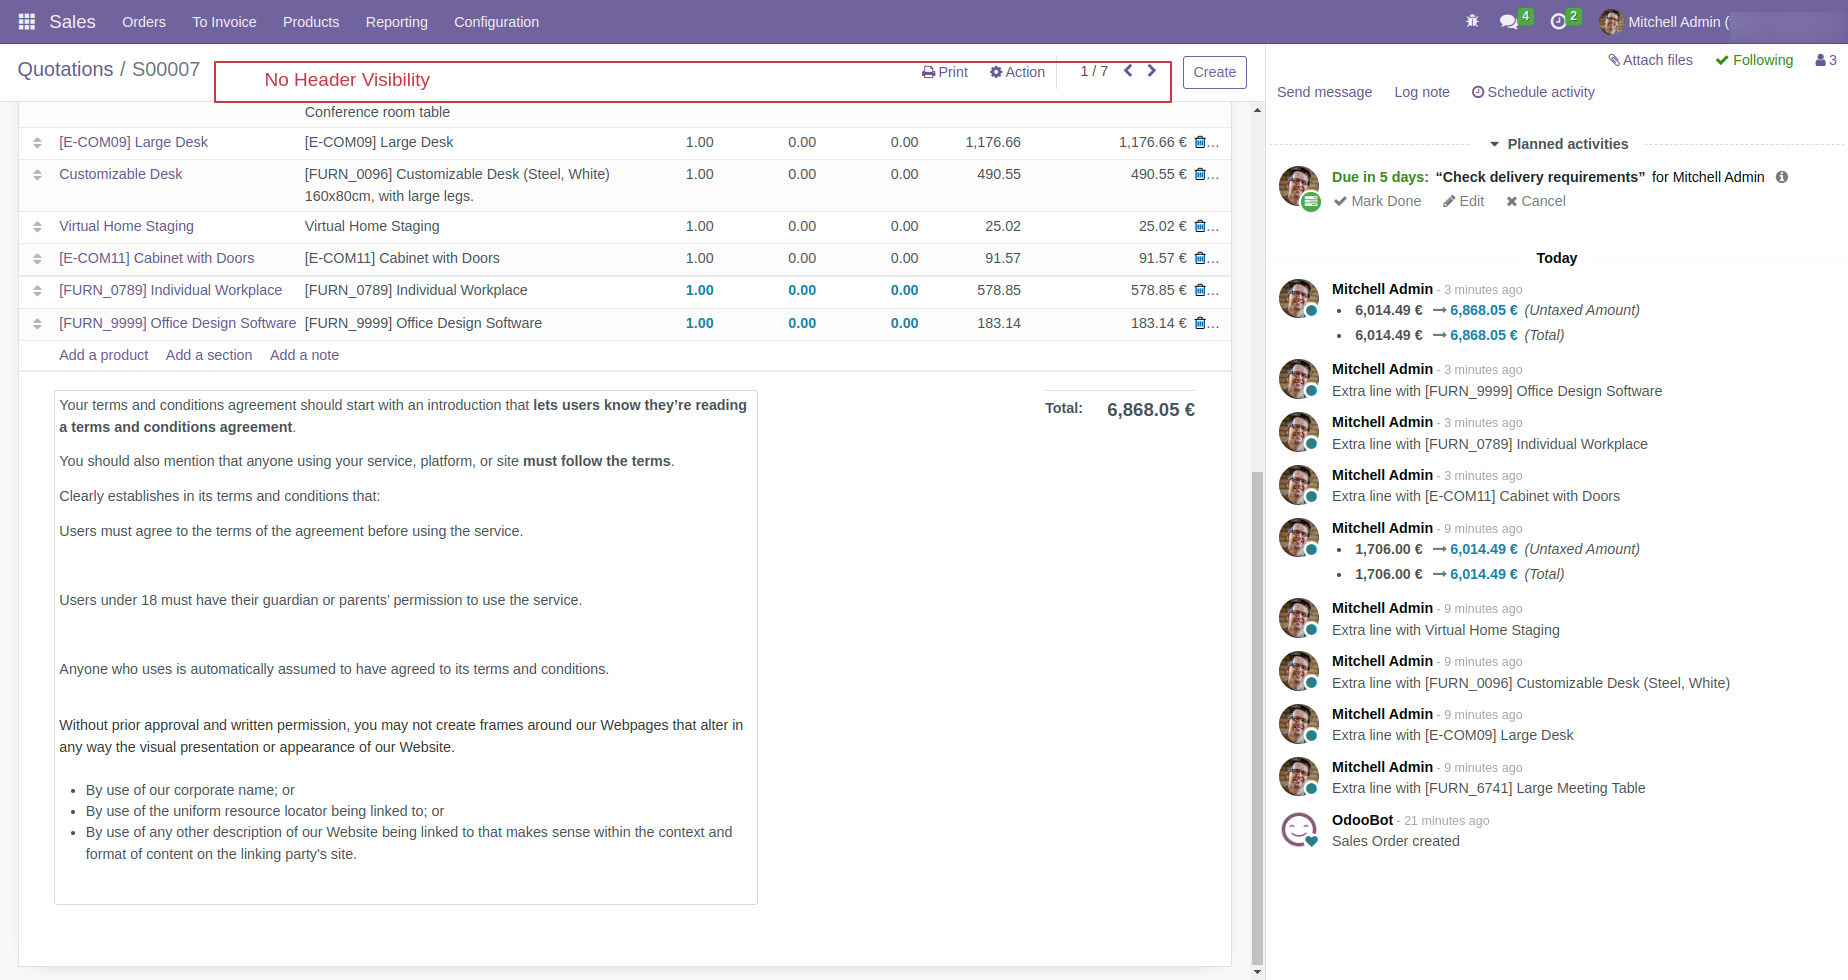 Sales Orders To Invoice Products Reporting Configuration 4 2 Mitchell Admin (
Quotations / S00007
No Header Visibility
Print Action 1 / 7 Create
Conference room table
[E-COM09] Large Desk [E-COM09] Large Desk 1.00 0.00 0.00 1,176.66 1,176.66 € ...
Customizable Desk [FURN_0096] Customizable Desk (Steel, White) 1.00 0.00 0.00 490.55 490.55 € ...
160x80cm, with large legs.
Virtual Home Staging Virtual Home Staging 1.00 0.00 0.00 25.02 25.02 € ...
[E-COM11] Cabinet with Doors [E-COM11] Cabinet with Doors 1.00 0.00 0.00 91.57 91.57 € ...
[FURN_0789] Individual Workplace [FURN_0789] Individual Workplace 1.00 0.00 0.00 578.85 578.85 € ...
[FURN_9999] Office Design Software [FURN_9999] Office Design Software 1.00 0.00 0.00 183.14 183.14 € ...
Add a product Add a section Add a note
Your terms and conditions agreement should start with an introduction that lets users know they’re reading
a terms and conditions agreement.
You should also mention that anyone using your service, platform, or site must follow the terms.
Clearly establishes in its terms and conditions that:
Users must agree to the terms of the agreement before using the service.
Users under 18 must have their guardian or parents’ permission to use the service.
Anyone who uses is automatically assumed to have agreed to its terms and conditions.
Without prior approval and written permission, you may not create frames around our Webpages that alter in
any way the visual presentation or appearance of our Website.
• By use of our corporate name; or
• By use of the uniform resource locator being linked to; or
• By use of any other description of our Website being linked to that makes sense within the context and
format of content on the linking party's site.
Total: 6,868.05 €
Attach files Following 3
Send message Log note Schedule activity
Planned activities
Due in 5 days: “Check delivery requirements” for Mitchell Admin
Mark Done Edit Cancel
Today
Mitchell Admin - 3 minutes ago
• 6,014.49 € → 6,868.05 € (Untaxed Amount)
• 6,014.49 € → 6,868.05 € (Total)
Mitchell Admin - 3 minutes ago
Extra line with [FURN_9999] Office Design Software
Mitchell Admin - 3 minutes ago
Extra line with [FURN_0789] Individual Workplace
Mitchell Admin - 3 minutes ago
Extra line with [E-COM11] Cabinet with Doors
Mitchell Admin - 9 minutes ago
• 1,706.00 € → 6,014.49 € (Untaxed Amount)
• 1,706.00 € → 6,014.49 € (Total)
Mitchell Admin - 9 minutes ago
Extra line with Virtual Home Staging
Mitchell Admin - 9 minutes ago
Extra line with [FURN_0096] Customizable Desk (Steel, White)
Mitchell Admin - 9 minutes ago
Extra line with [E-COM09] Large Desk
Mitchell Admin - 9 minutes ago
Extra line with [FURN_6741] Large Meeting Table
OdooBot - 21 minutes ago
Sales Order created